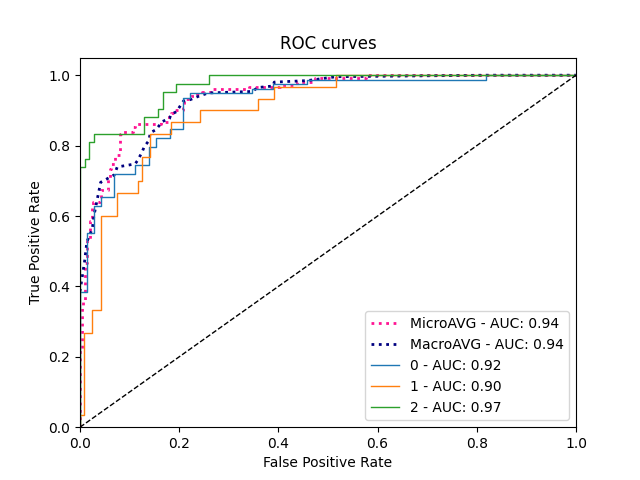 ROC curves
True Positive Rate
1.0
0.8
0.6
0.4
0.2
0.0
MicroAVG - AUC: 0.94
MacroAVG - AUC: 0.94
0 - AUC: 0.92
1 - AUC: 0.90
2 - AUC: 0.97
0.0 0.2 0.4 0.6 0.8 1.0
False Positive Rate